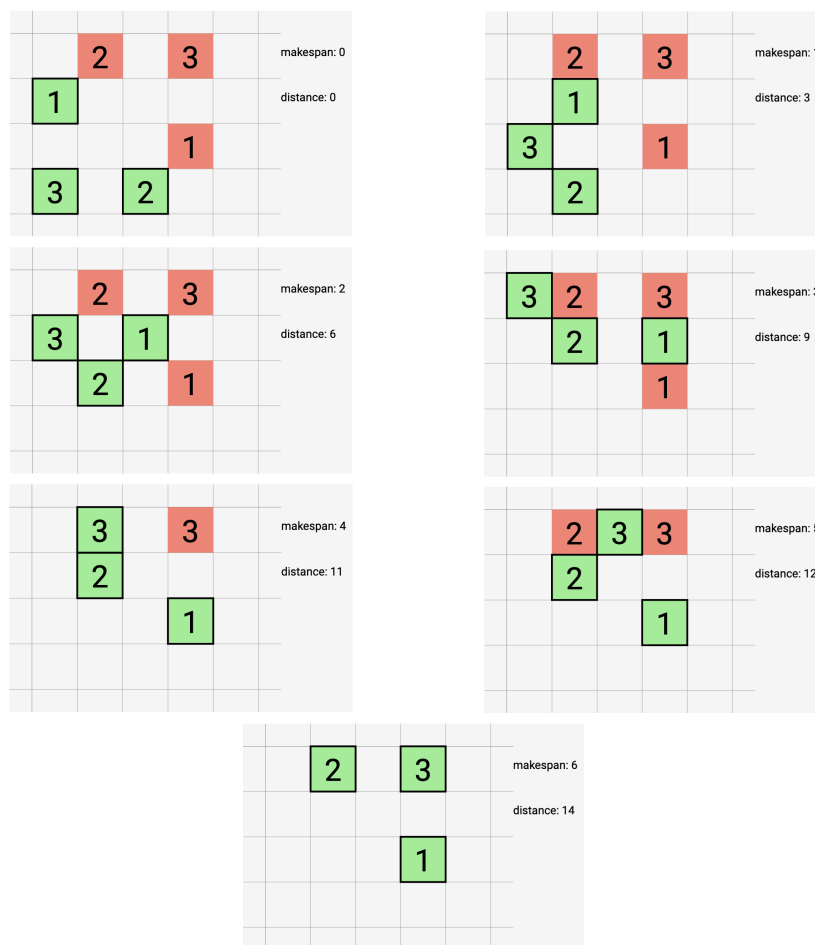 2 3 makespan: 0
1 distance: 0
1
3 2
2 3 makespan:
1 distance: 3
3 1
2
2 3 makespan: 2
3 1 distance: 6
2 1
3 2 3 makespan:
2 1 distance: 9
1
3 3 makespan: 4
2 distance: 11
1
2 3 3 makespan:
2 distance: 12
1
2 3 makespan: 6
distance: 14
1